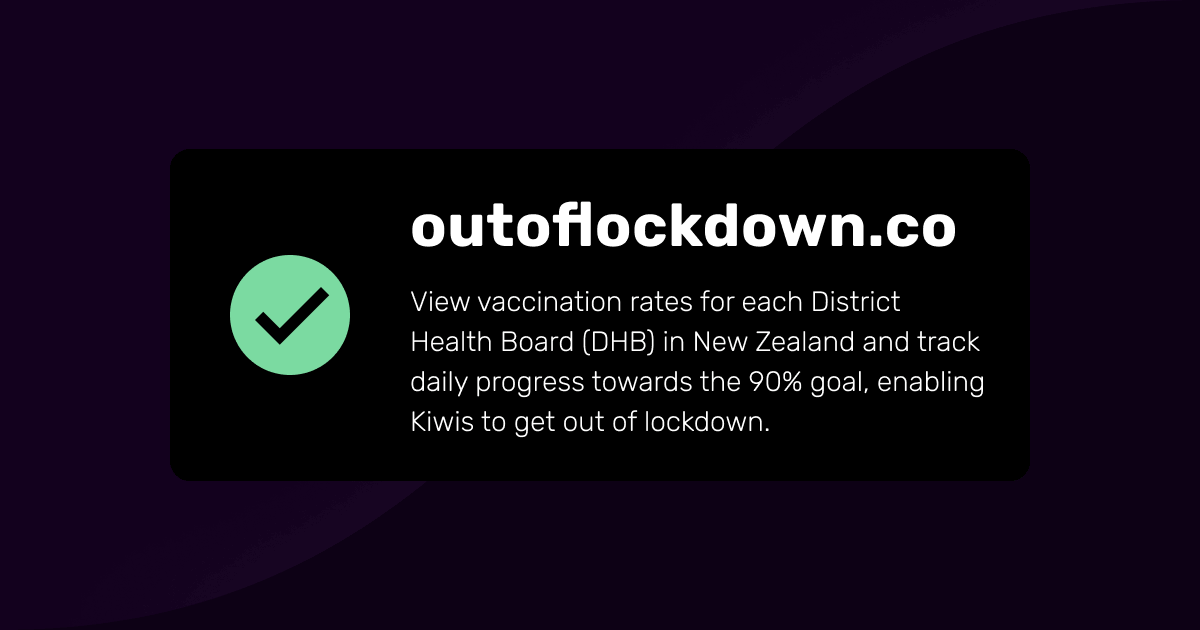 outoflockdown.co
View vaccination rates for each District
Health Board (DHB) in New Zealand and track
daily progress towards the 90% goal, enabling
Kiwis to get out of lockdown.